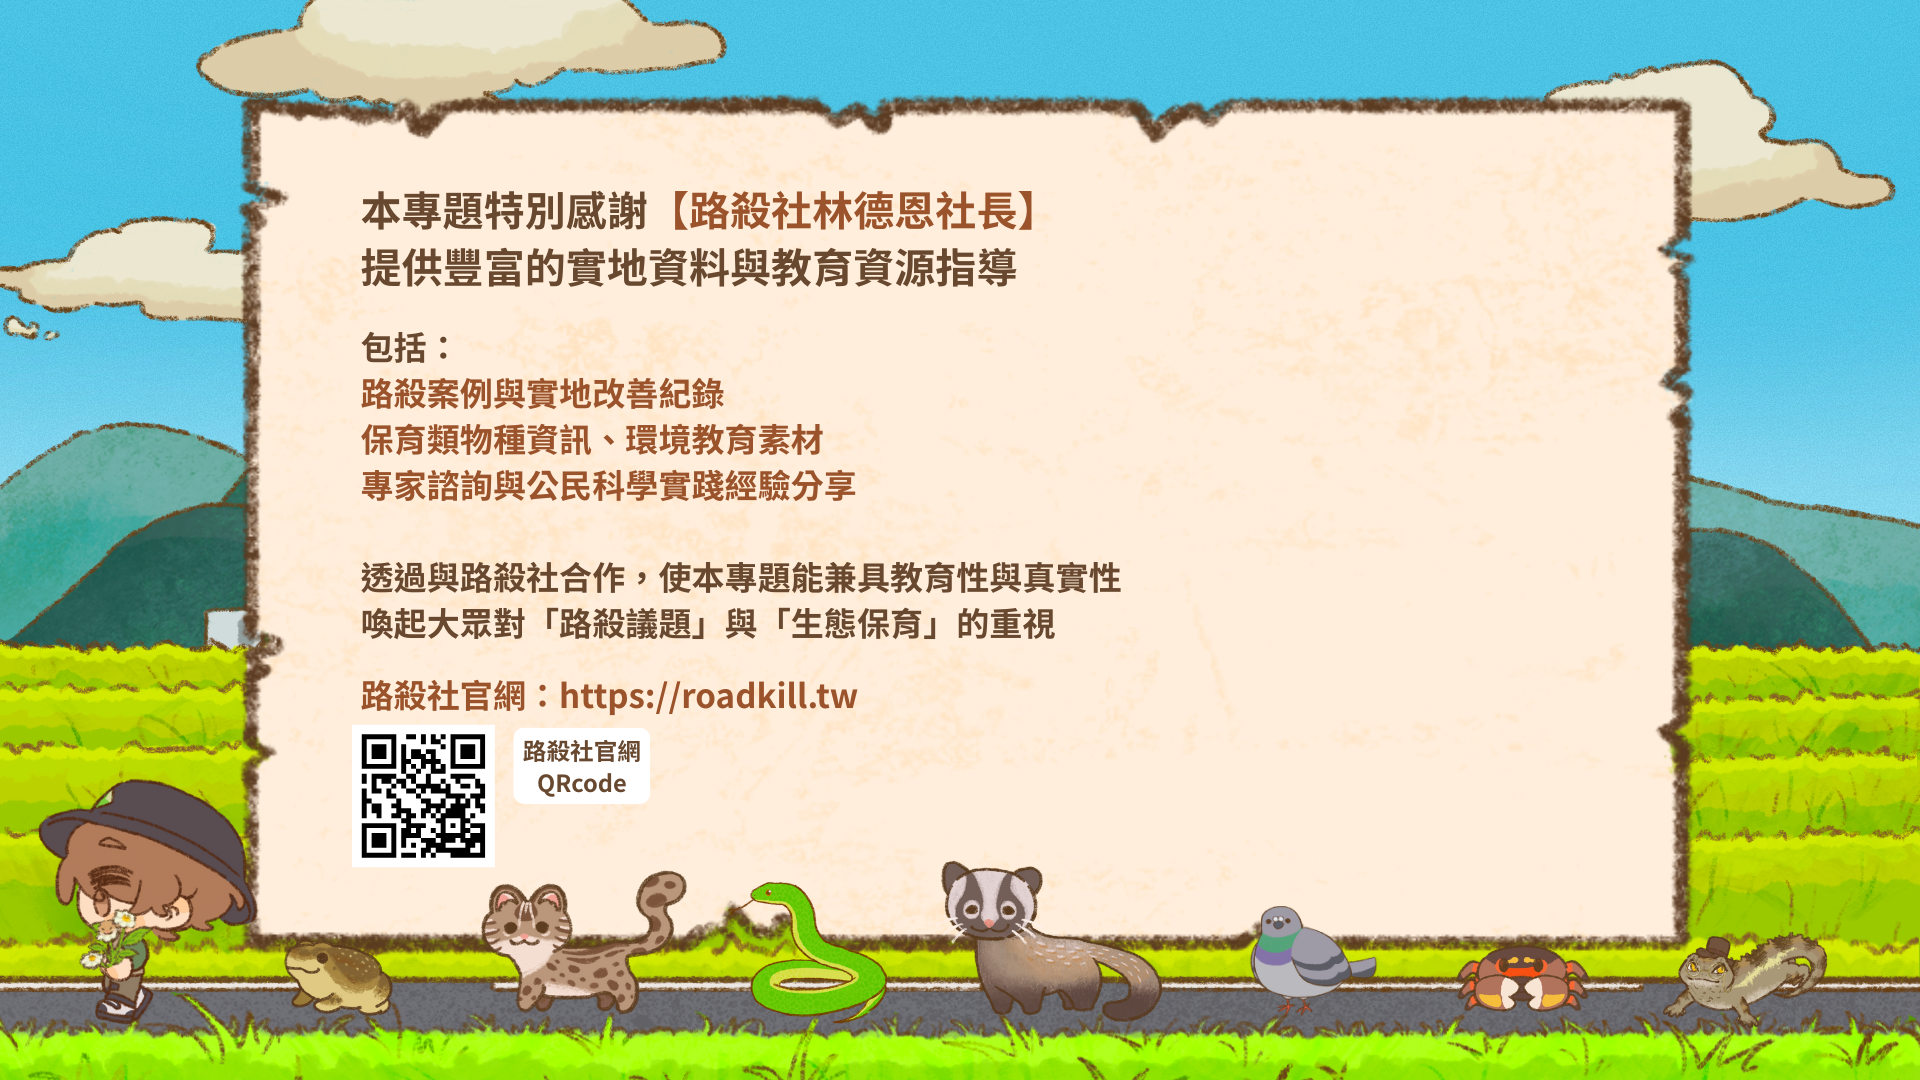 本專題特別感謝【路殺社林德恩社長】
提供豐富的實地資料與教育資源指導
包括：
路殺案例與實地改善紀錄
保育類物種資訊、環境教育素材
專家諮詢與公民科學實踐經驗分享
透過與路殺社合作，使本專題能兼具教育性與真實性
喚起大眾對「路殺議題」與「生態保育」的重視
路殺社官網：https://roadkill.tw
路殺社官網
QRcode